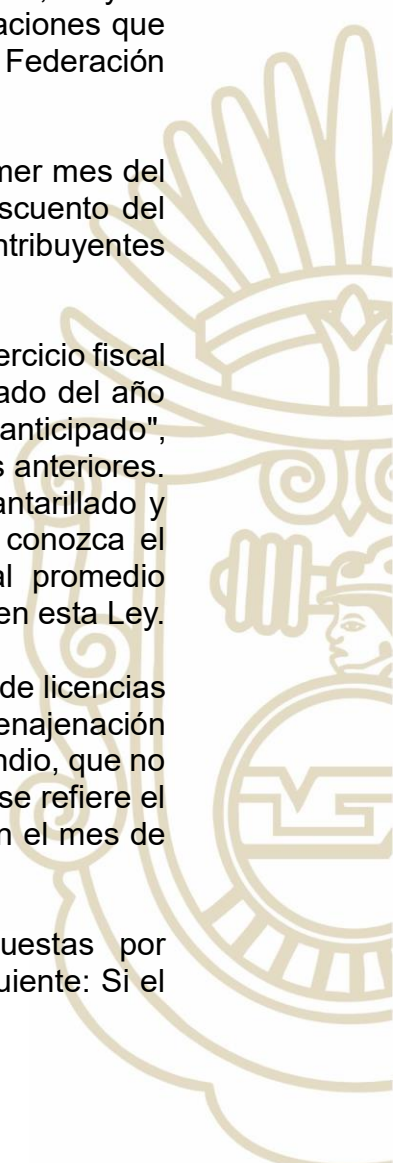 aciones que
Federación
mer mes del
scuento del
ntribuyentes
ercicio fiscal
ado del año
anticipado",
s anteriores.
antarillado y
conozca el
al promedio
en esta Ley.
de licencias
enajenación
ndio, que no
se refiere el
n el mes de
uestas por
uiente: Si el